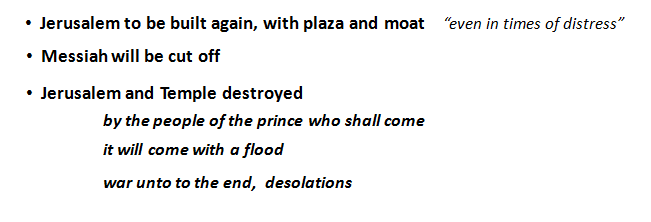 • Jerusalem to be built again, with plaza and moat “even in times of distress”
• Messiah will be cut off
• Jerusalem and Temple destroyed
by the people of the prince who shall come
it will come with a flood
war unto to the end, desolations